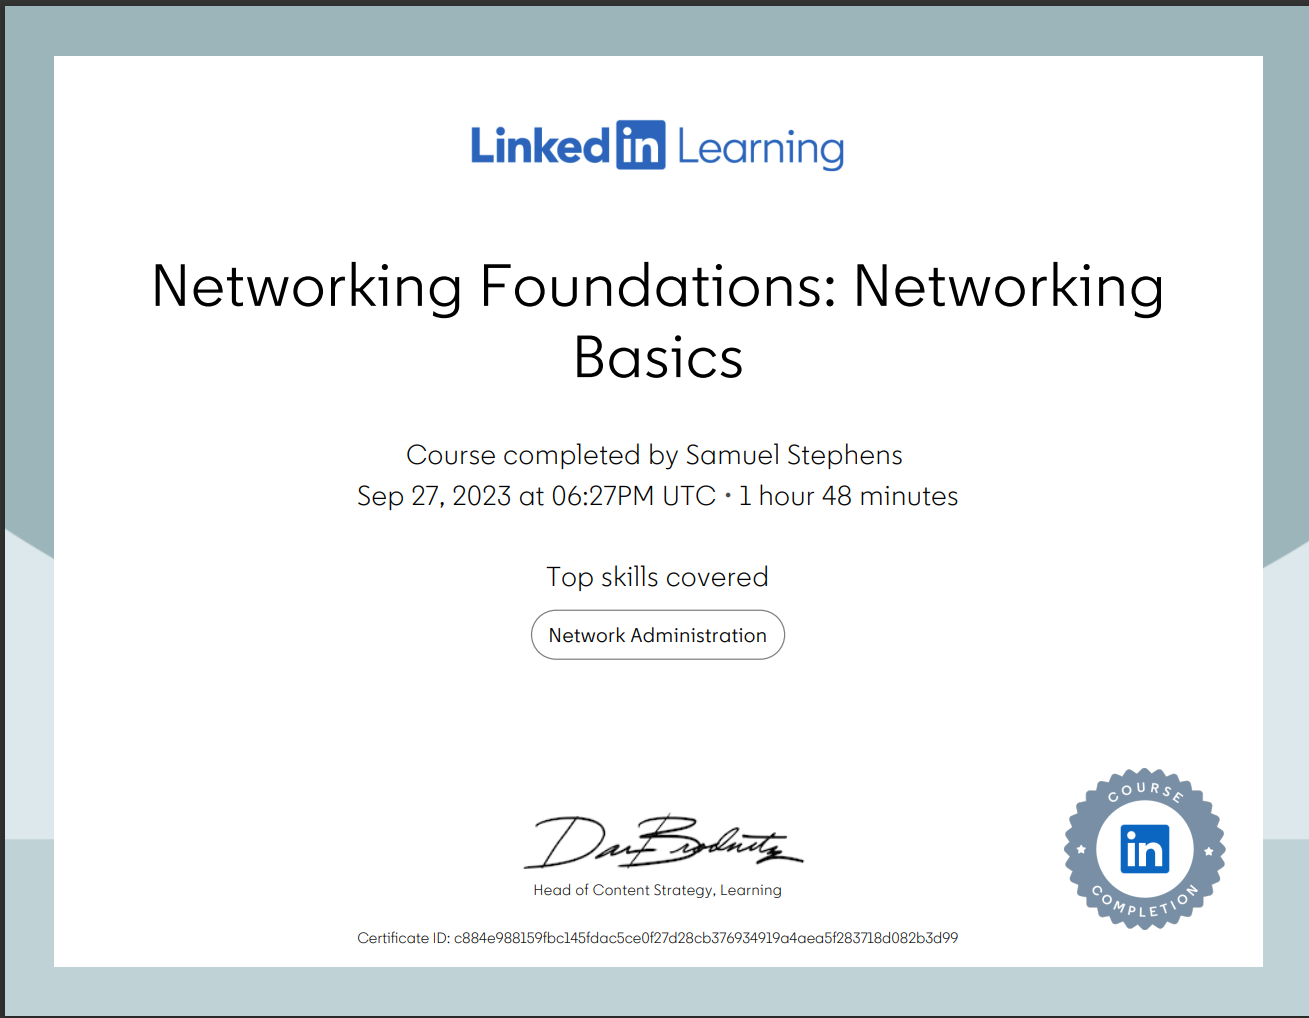 Linked in Learning
Networking Foundations: Networking
Basics
Course completed by Samuel Stephens
Sep 27, 2023 at 06:27PM UTC • 1 hour 48 minutes
Top skills covered
Network Administration
Dan Brodnitz
Head of Content Strategy, Learning
Certificate ID: c884e988159fbc145fdac5ce0f27d28cb376934919a4aea5f283718d082b3d99
COURSE
in
COMPLETION